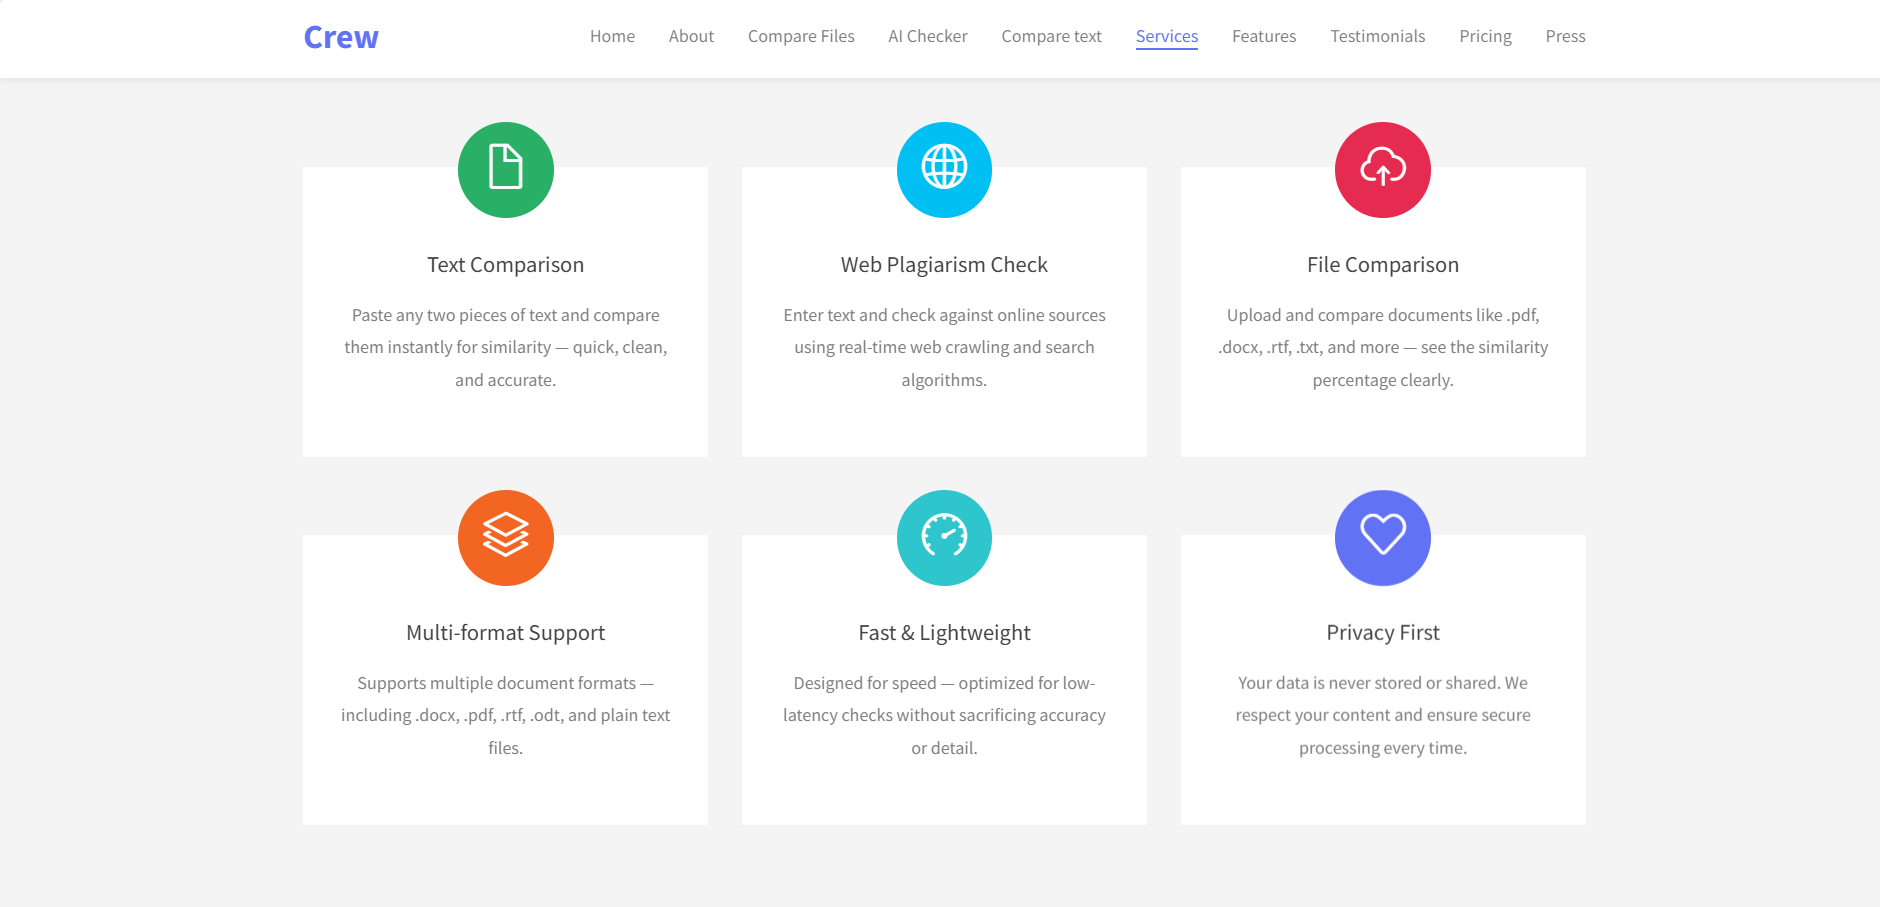 Crew
Home About Compare Files AI Checker Compare text Services Features Testimonials Pricing Press
Text Comparison
Paste any two pieces of text and compare
them instantly for similarity — quick, clean,
and accurate.
Web Plagiarism Check
Enter text and check against online sources
using real-time web crawling and search
algorithms.
File Comparison
Upload and compare documents like .pdf,
.docx, .rtf, .txt, and more — see the similarity
percentage clearly.
Multi-format Support
Supports multiple document formats —
including .docx, .pdf, .rtf, .odt, and plain text
files.
Fast & Lightweight
Designed for speed — optimized for low-
latency checks without sacrificing accuracy
or detail.
Privacy First
Your data is never stored or shared. We
respect your content and ensure secure
processing every time.